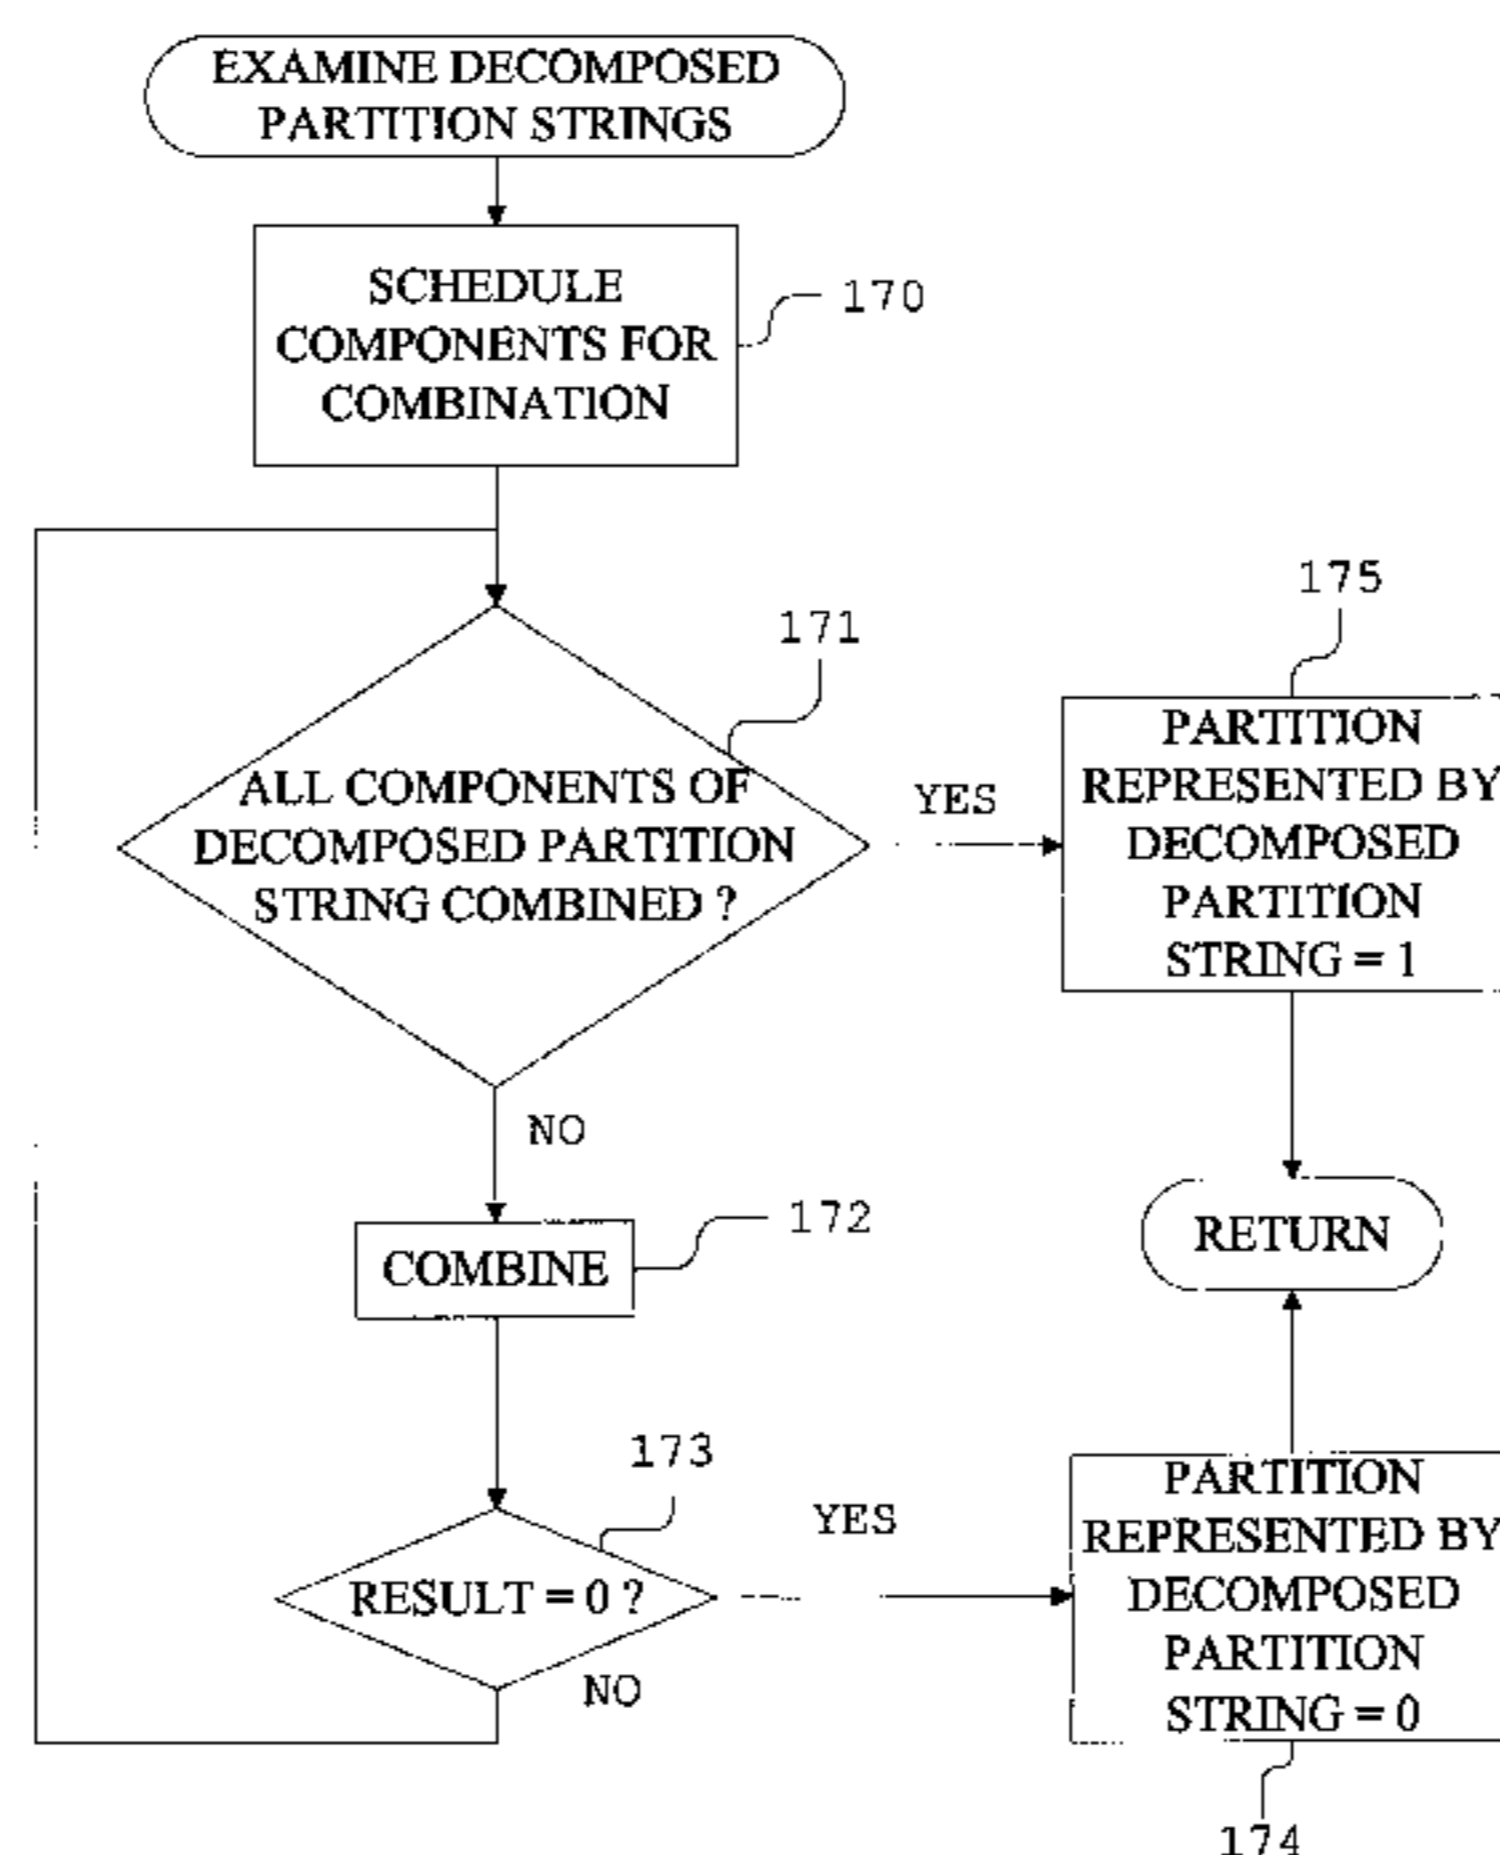 EXAMINE DECOMPOSED
PARTITION STRINGS
SCHEDULE
COMPONENTS FOR
COMBINATION
170
175
171
ALL COMPONENTS OF
DECOMPOSED PARTITION
STRING COMBINED ?
YES
PARTITION
REPRESENTED BY
DECOMPOSED
PARTITION
STRING = 1
NO
172
COMBINE
RETURN
173
YES
RESULT = 0 ?
NO
PARTITION
REPRESENTED BY
DECOMPOSED
PARTITION
STRING = 0
174